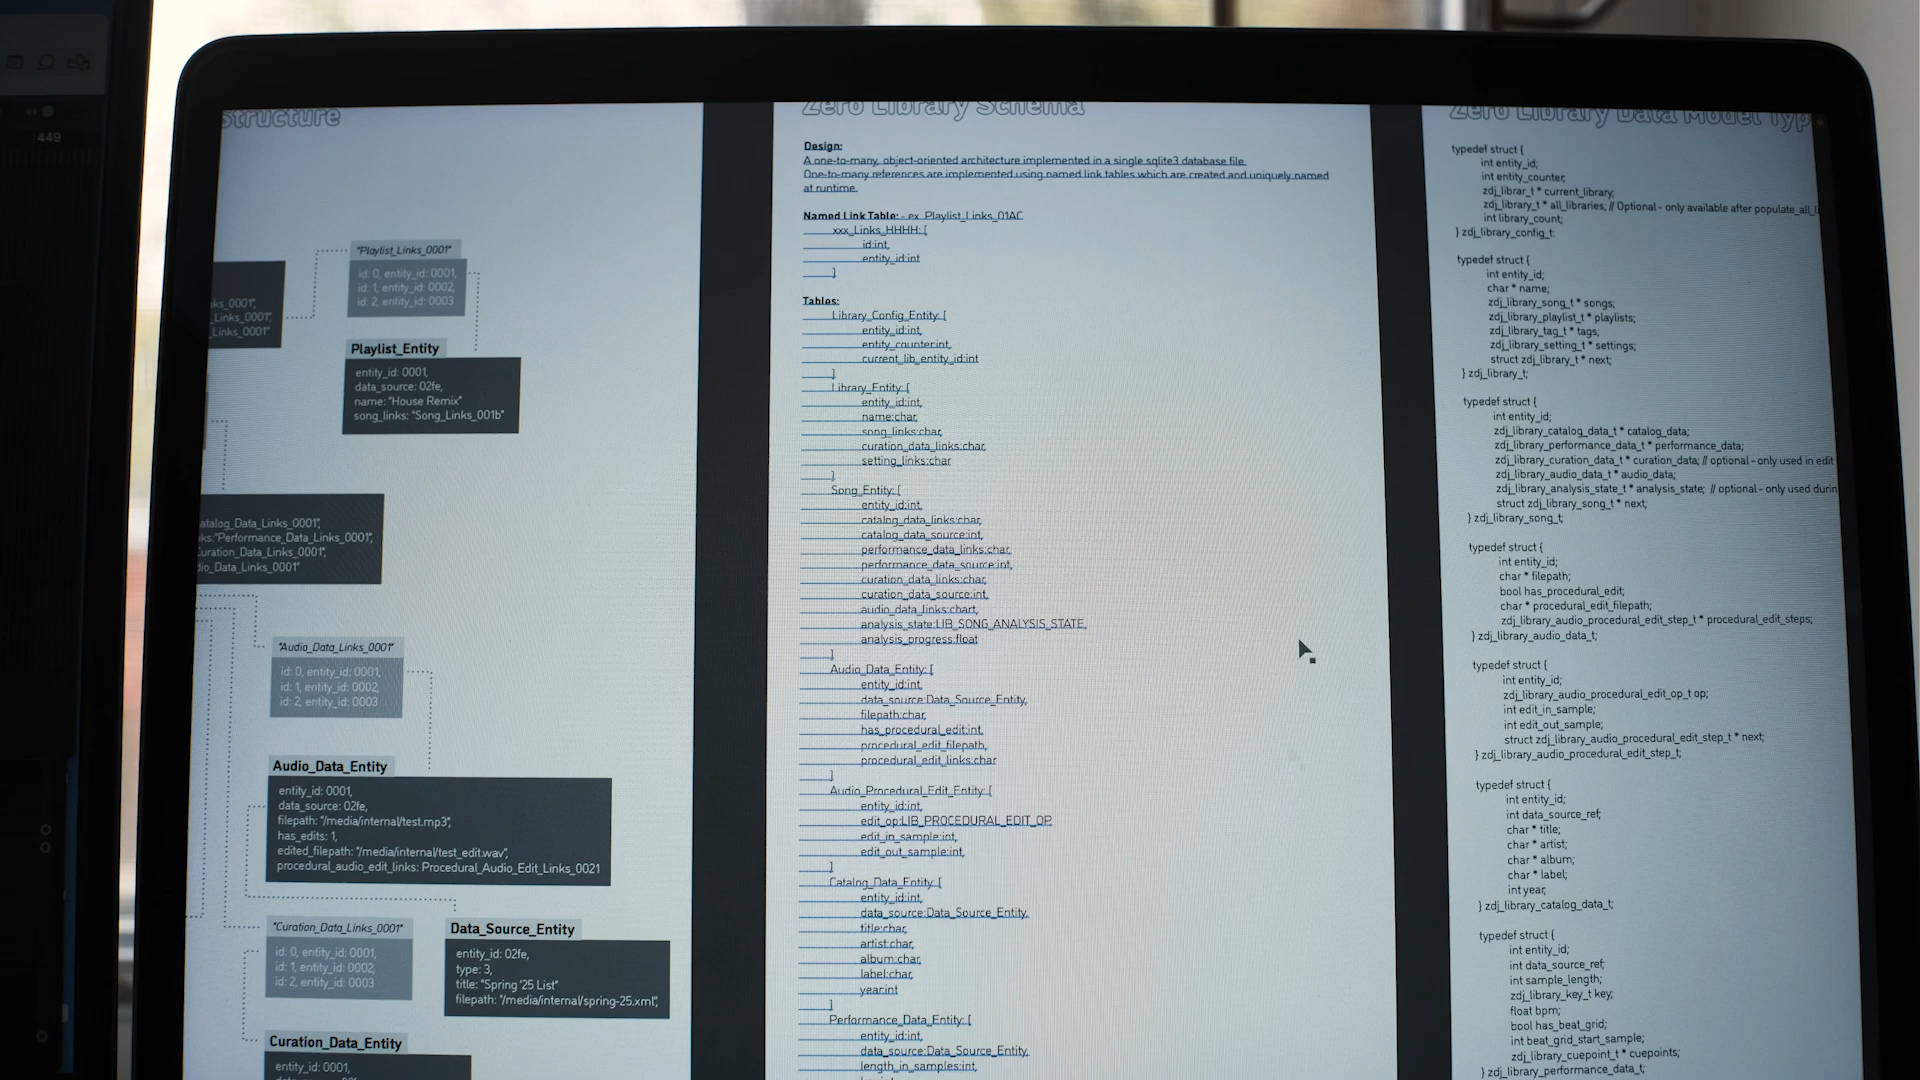 449
Structure
"Playlist_Links_0001"
id: 0, entity_id: 0001,
id: 1, entity_id: 0002,
id: 2, entity_id: 0003
ks_0001",
_Links_0001",
_Links_0001"
Playlist_Entity
entity_id: 0001,
data_source: 02fe,
name: "House Remix"
song_links: "Song_Links_001b"
atalog_Data_Links_0001",
ks:"Performance_Data_Links_0001",
Curation_Data_Links_0001",
dio_Data_Links_0001"
"Audio_Data_Links_0001"
id: 0, entity_id: 0001,
id: 1, entity_id: 0002,
id: 2, entity_id: 0003
Audio_Data_Entity
entity_id: 0001,
data_source: 02fe,
filepath: "/media/internal/test.mp3",
has_edits: 1,
edited_filepath: "/media/internal/test_edit.wav",
procedural_audio_edit_links: Procedural_Audio_Edit_Links_0021
"Curation_Data_Links_0001"
id: 0, entity_id: 0001,
id: 1, entity_id: 0002,
id: 2, entity_id: 0003
Data_Source_Entity
entity_id: 02fe,
type: 3,
title: "Spring '25 List"
filepath: "/media/internal/spring-25.xml",
Curation_Data_Entity
entity_id: 0001,
Zero Library Schema
Design:
A one-to-many, object-oriented architecture implemented in a single sqlite3 database file.
One-to-many references are implemented using named link tables which are created and uniquely named
at runtime.
Named Link Table: - ex. Playlist_Links_01AC
xxx_Links_HHHH: [
id:int,
entity_id:int
]
Tables:
Library_Config_Entity: [
entity_id:int,
entity_counter:int,
current_lib_entity_id:int
]
Library_Entity: [
entity_id:int,
name:char,
song_links:char,
curation_data_links:char,
setting_links:char
]
Song_Entity: [
entity_id:int,
catalog_data_links:char,
catalog_data_source:int,
performance_data_links:char,
performance_data_source:int,
curation_data_links:char,
curation_data_source:int,
audio_data_links:chart,
analysis_state:LIB_SONG_ANALYSIS_STATE,
analysis_progress:float
]
Audio_Data_Entity: [
entity_id:int,
data_source:Data_Source_Entity,
filepath:char,
has_procedural_edit:int,
procedural_edit_filepath,
procedural_edit_links:char
]
Audio_Procedural_Edit_Entity: [
entity_id:int,
edit_op:LIB_PROCEDURAL_EDIT_OP,
edit_in_sample:int,
edit_out_sample:int,
]
Catalog_Data_Entity: [
entity_id:int,
data_source:Data_Source_Entity,
title:char,
artist:char,
album:char,
label:char,
year:int
]
Performance_Data_Entity: [
entity_id:int,
data_source:Data_Source_Entity,
length_in_samples:int,
Zero Library Data Model Typ
typedef struct {
int entity_id;
int entity_counter;
zdj_librar_t * current_library;
zdj_library_t * all_libraries; // Optional - only available after populate_all_li
int library_count;
} zdj_library_config_t;
typedef struct {
int entity_id;
char * name;
zdj_library_song_t * songs;
zdj_library_playlist_t * playlists;
zdj_library_tag_t * tags;
zdj_library_setting_t * settings;
struct zdj_library_t * next;
} zdj_library_t;
typedef struct {
int entity_id;
zdj_library_catalog_data_t * catalog_data;
zdj_library_performance_data_t * performance_data;
zdj_library_curation_data_t * curation_data; // optional - only used in edit
zdj_library_audio_data_t * audio_data;
zdj_library_analysis_state_t * analysis_state; // optional - only used durin
struct zdj_library_song_t * next;
} zdj_library_song_t;
typedef struct {
int entity_id;
char * filepath;
bool has_procedural_edit;
char * procedural_edit_filepath;
zdj_library_audio_procedural_edit_step_t * procedural_edit_steps;
} zdj_library_audio_data_t;
typedef struct {
int entity_id;
zdj_library_audio_procedural_edit_op_t op;
int edit_in_sample;
int edit_out_sample;
struct zdj_library_audio_procedural_edit_step_t * next;
} zdj_library_audio_procedural_edit_step_t;
typedef struct {
int entity_id;
int data_source_ref;
char * title;
char * artist;
char * album;
char * label;
int year;
} zdj_library_catalog_data_t;
typedef struct {
int entity_id;
int data_source_ref;
int sample_length;
zdj_library_key_t key;
float bpm;
bool has_beat_grid;
int beat_grid_start_sample;
zdj_library_cuepoint_t * cuepoints;
} zdj_library_performance_data_t;